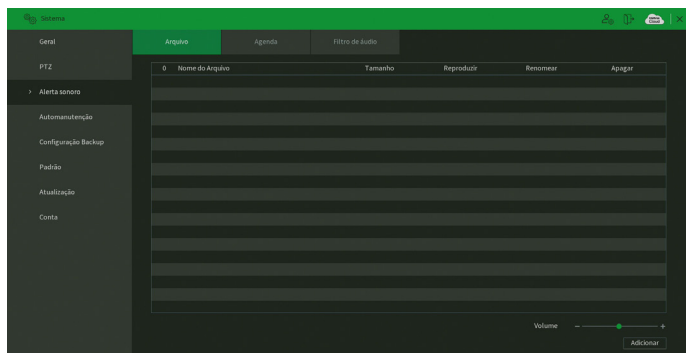 Sistema
Geral
Arquivo
Agenda
Filtro de áudio
PTZ
0 Nome do Arquivo Tamanho Reproduzir Renomear Apagar
> Alerta sonoro
Automanutenção
Configuração Backup
Padrão
Atualização
Conta
Volume - +
Adicionar